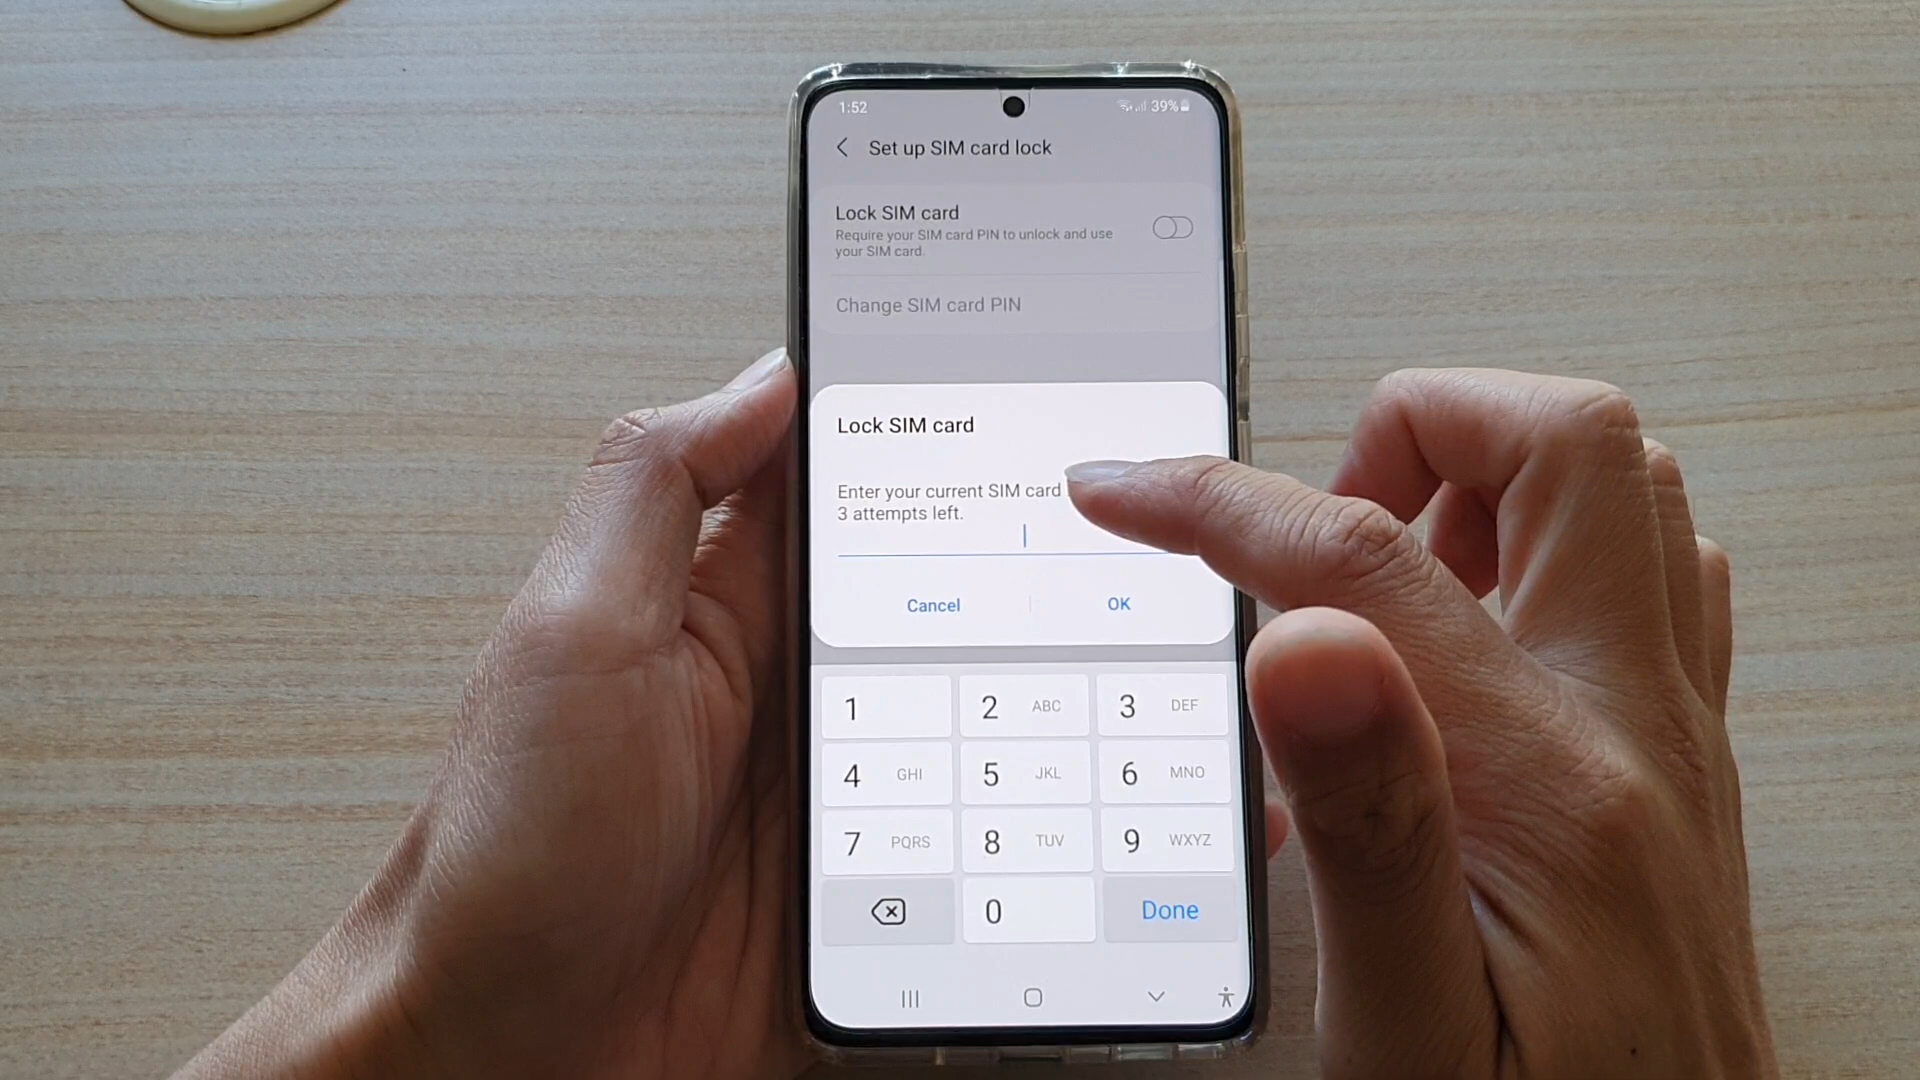 1:52
39%
Set up SIM card lock
Lock SIM card
Require your SIM card PIN to unlock and use
your SIM card.
Change SIM card PIN
Lock SIM card
Enter your current SIM card
3 attempts left.
Cancel
OK
1
2 ABC
3 DEF
4 GHI
5 JKL
6 MNO
7 PQRS
8 TUV
9 WXYZ
0
Done